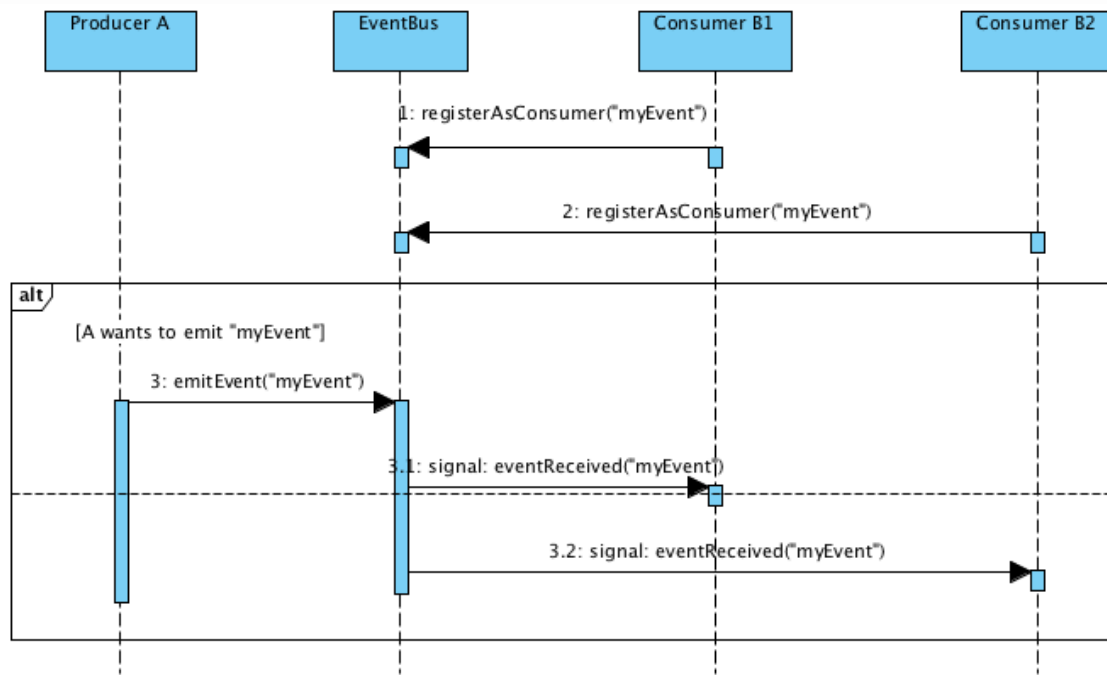 Producer A
EventBus
Consumer B1
Consumer B2
1: registerAsConsumer("myEvent")
2: registerAsConsumer("myEvent")
alt
[A wants to emit "myEvent"]
3: emitEvent("myEvent")
3.1: signal: eventReceived("myEvent")
3.2: signal: eventReceived("myEvent")